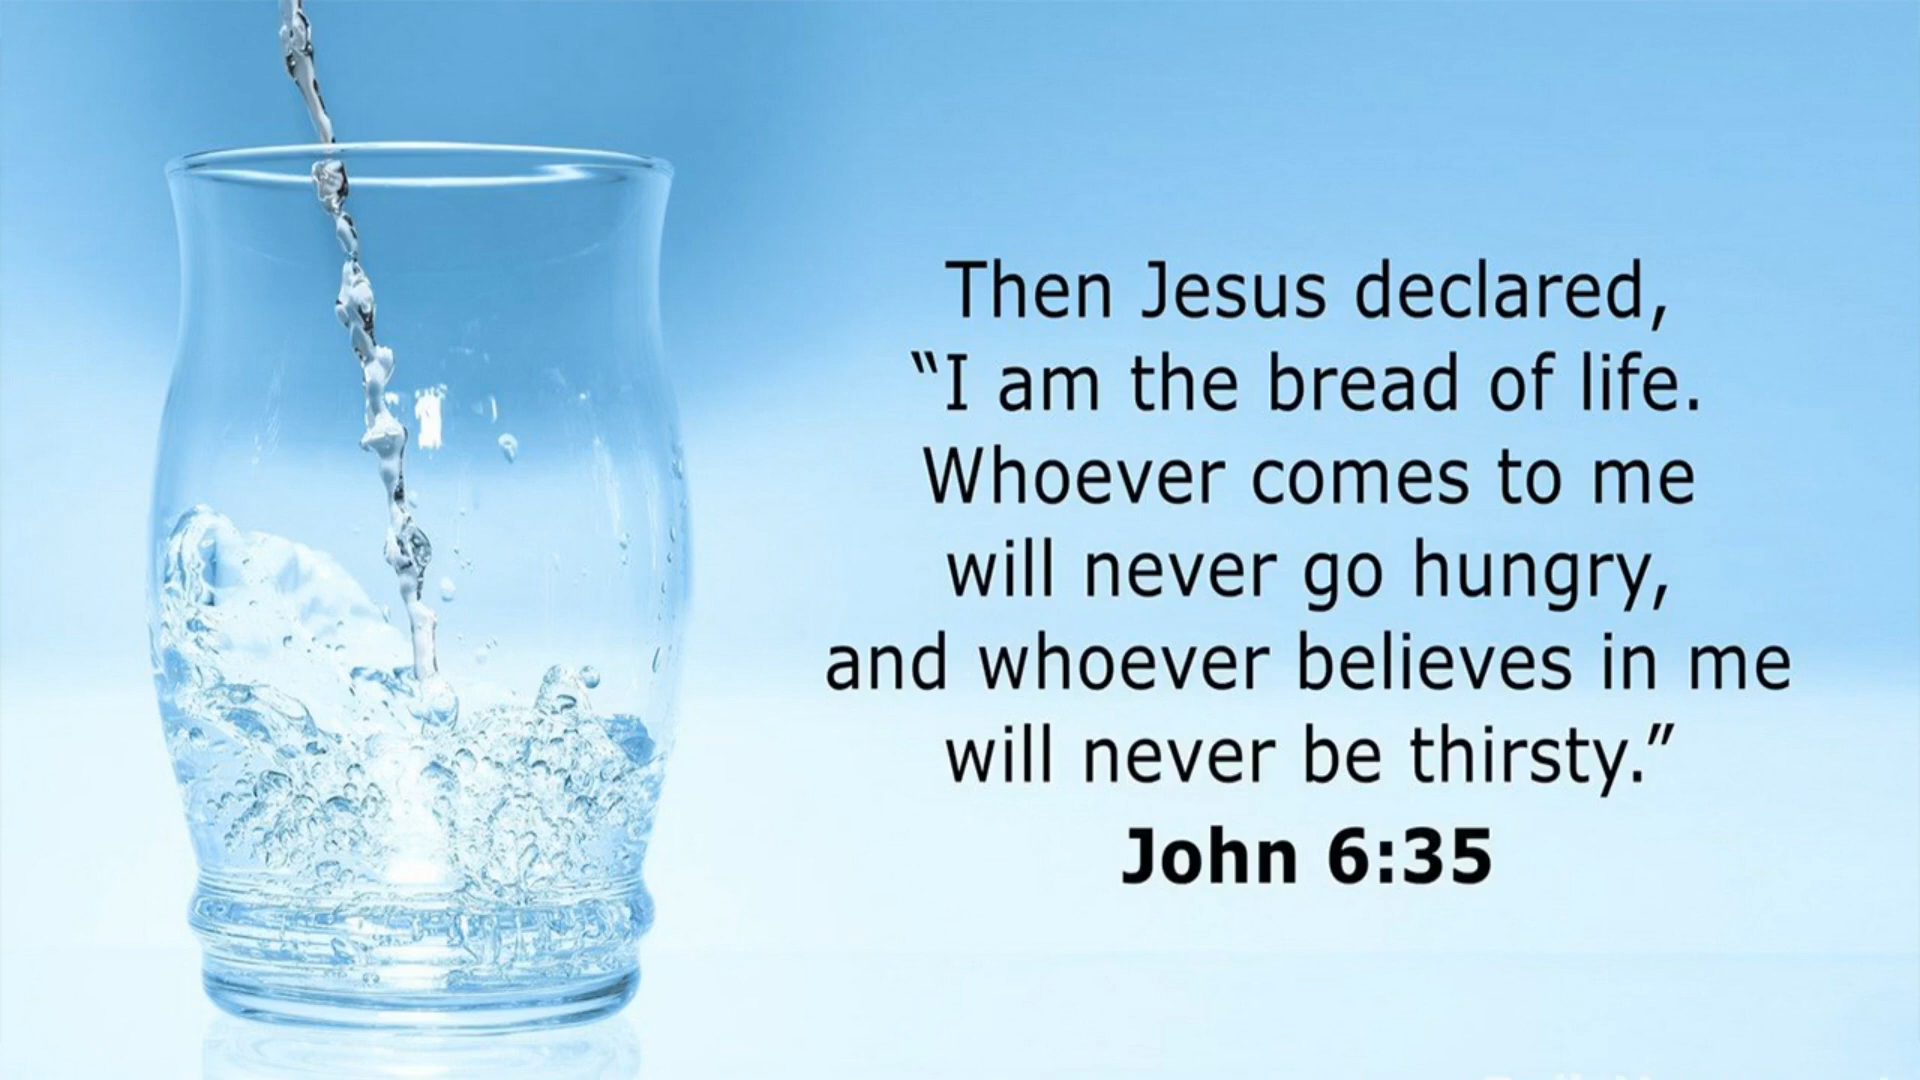 Then Jesus declared,
“I am the bread of life.
Whoever comes to me
will never go hungry,
and whoever believes in me
will never be thirsty.”
John 6:35